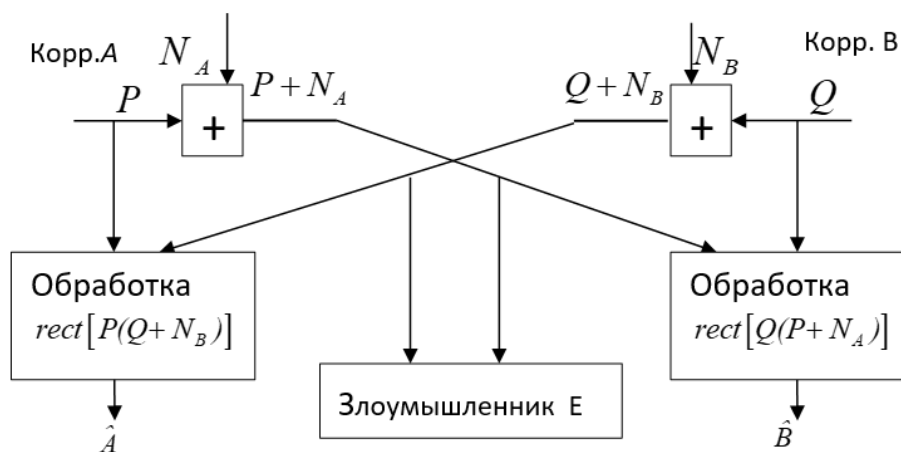 Корр.А
N_A
N_B
Корр. В
P
P + N_A
Q + N_B
Q
+
+
Обработка
rect[P(Q+ N_B)]
Обработка
rect[Q(P+ N_A)]
Злоумышленник Е
Â
B̂